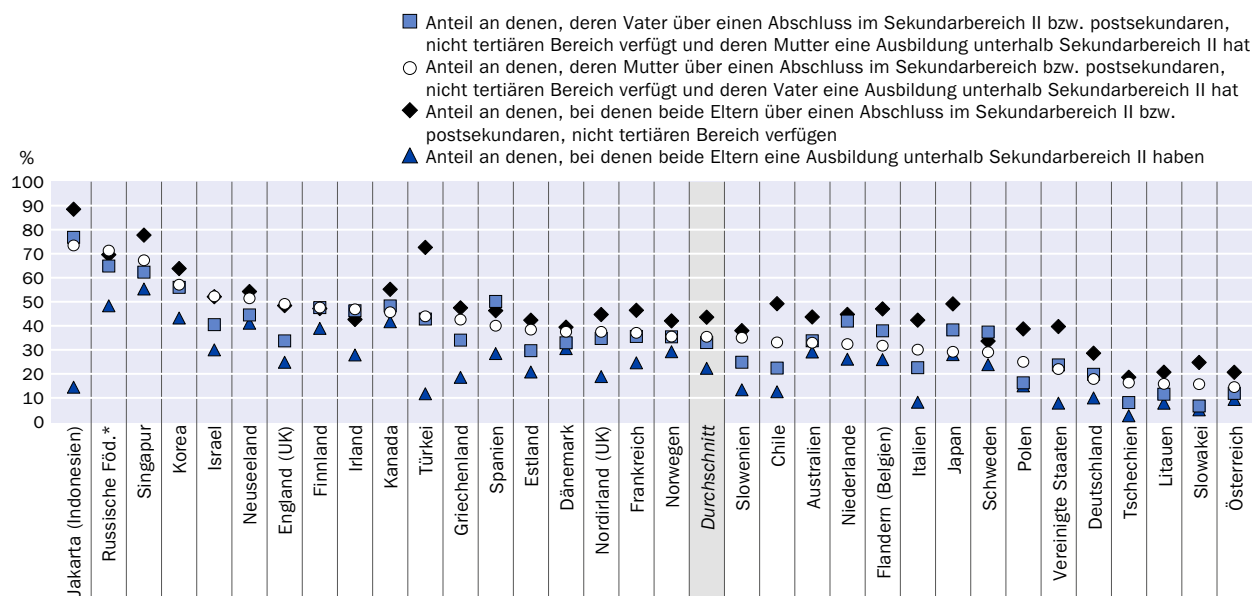 Anteil an denen, deren Vater über einen Abschluss im Sekundarbereich II bzw. postsekundaren,
nicht tertiären Bereich verfügt und deren Mutter eine Ausbildung unterhalb Sekundarbereich II hat
Anteil an denen, deren Mutter über einen Abschluss im Sekundarbereich bzw. postsekundaren,
nicht tertiären Bereich verfügt und deren Vater eine Ausbildung unterhalb Sekundarbereich II hat
Anteil an denen, bei denen beide Eltern über einen Abschluss im Sekundarbereich II bzw.
postsekundaren, nicht tertiären Bereich verfügen
Anteil an denen, bei denen beide Eltern eine Ausbildung unterhalb Sekundarbereich II haben
%
100
90
80
70
60
50
40
30
20
10
0
Jakarta (Indonesien)
Russische Föd.*
Singapur
Korea
Israel
Neuseeland
England (UK)
Finnland
Irland
Kanada
Türkei
Griechenland
Spanien
Estland
Dänemark
Nordirland (UK)
Frankreich
Norwegen
Durchschnitt
Slowenien
Chile
Australien
Niederlande
Flandern (Belgien)
Italien
Japan
Schweden
Polen
Vereinigte Staaten
Deutschland
Tschechien
Litauen
Slowakei
Österreich